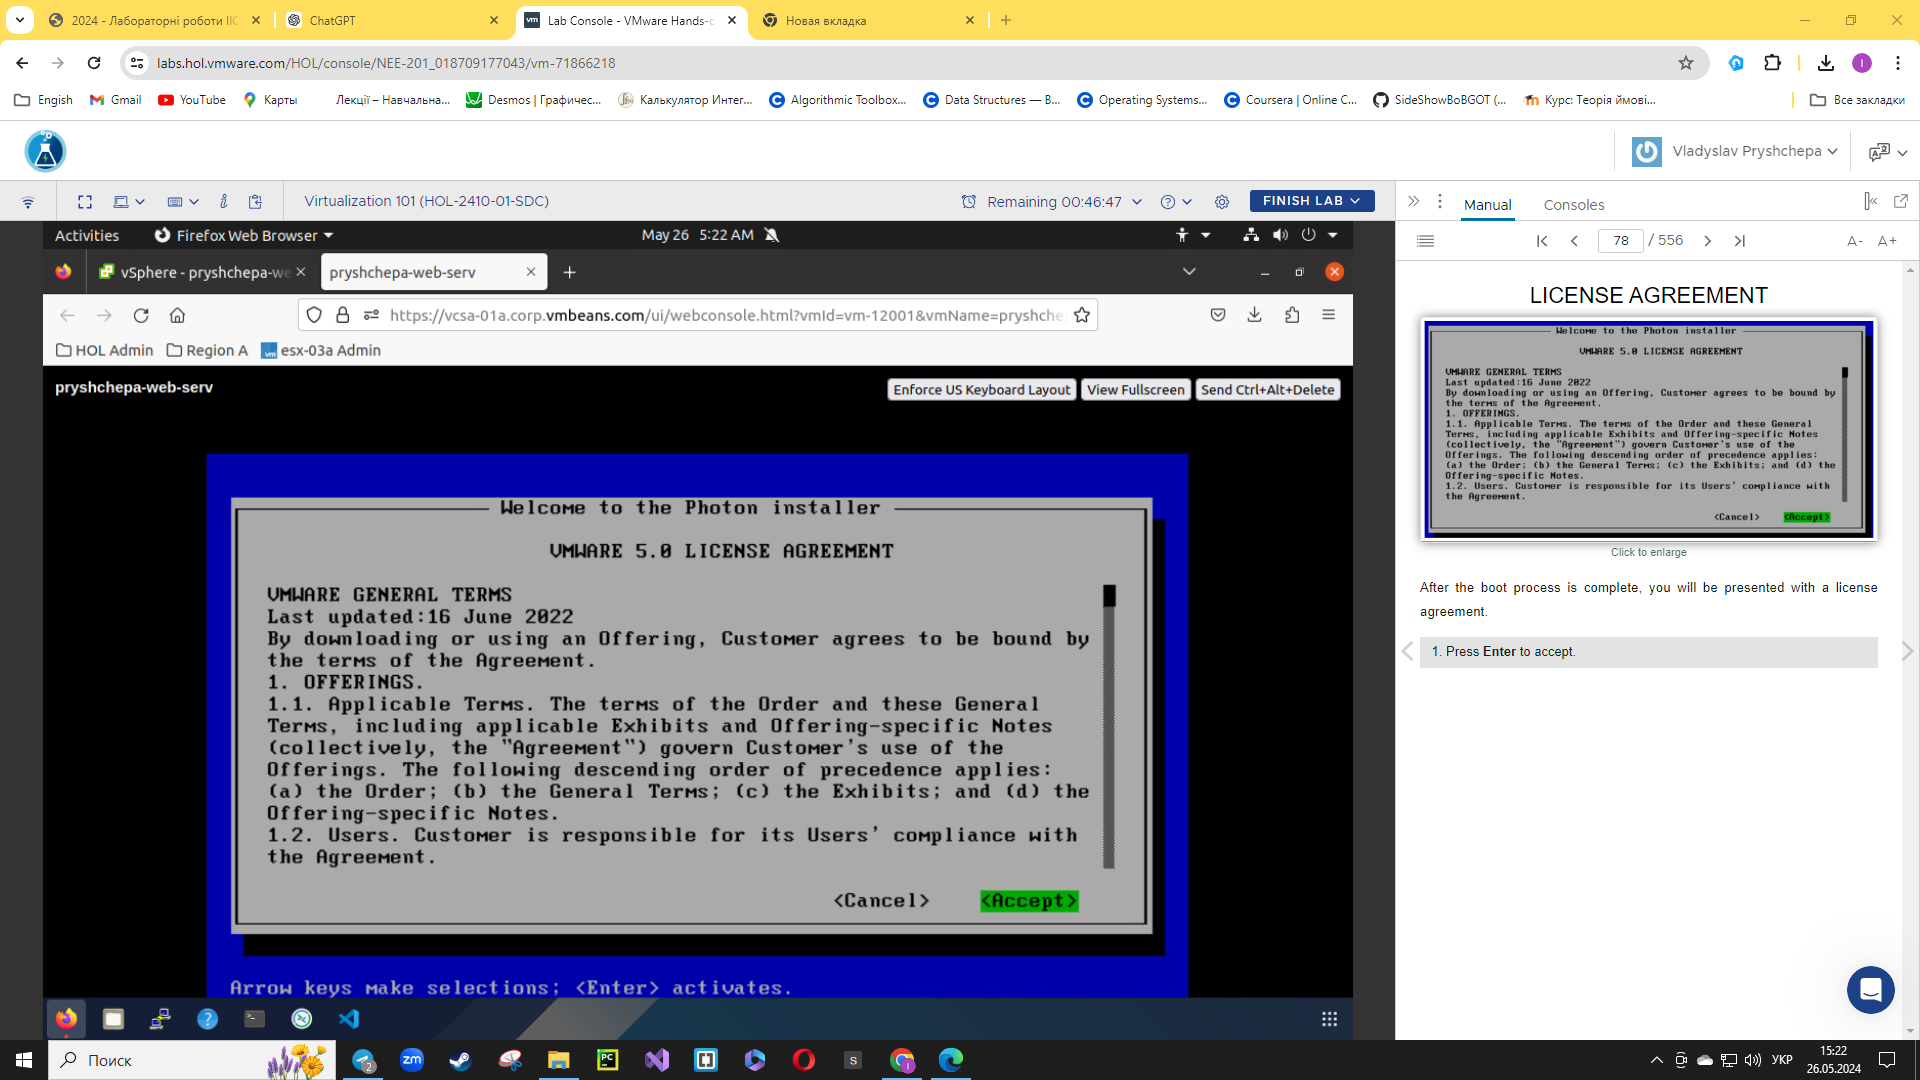 2024 - Лабораторні роботи ІІС
ChatGPT
Lab Console - VMware Hands-o
Новая вкладка
labs.hol.vmware.com/HOL/console/NEE-201_018709177043/vm-71866218
Engish
Gmail
YouTube
Карты
Лекції – Навчальна...
Desmos | Графичес...
Калькулятор Интег...
Algorithmic Toolbox...
Data Structures — B...
Operating Systems...
Coursera | Online C...
SideShowBoBGOT (...
Курс: Теорія ймові...
Все закладки
Vladyslav Pryshchepa
Virtualization 101 (HOL-2410-01-SDC)
Remaining 00:46:47
FINISH LAB
Manual
Consoles
78 / 556
A- A+
Activities
Firefox Web Browser
May 26 5:22 AM
vSphere - pryshchepa-we
pryshchepa-web-serv
https://vcsa-01a.corp.vmbeans.com/ui/webconsole.html?vmId=vm-12001&vmName=pryshche
HOL Admin
Region A
esx-03a Admin
pryshchepa-web-serv
Enforce US Keyboard Layout
View Fullscreen
Send Ctrl+Alt+Delete
Welcome to the Photon installer
VMWARE 5.0 LICENSE AGREEMENT
VMWARE GENERAL TERMS
Last updated:16 June 2022
By downloading or using an Offering, Customer agrees to be bound by
the terms of the Agreement.
1. OFFERINGS.
1.1. Applicable Terms. The terms of the Order and these General
Terms, including applicable Exhibits and Offering-specific Notes
(collectively, the "Agreement") govern Customer's use of the
Offerings. The following descending order of precedence applies:
(a) the Order; (b) the General Terms; (c) the Exhibits; and (d) the
Offering-specific Notes.
1.2. Users. Customer is responsible for its Users' compliance with
the Agreement.
<Cancel>
<Accept>
Arrow keys make selections; <Enter> activates.
LICENSE AGREEMENT
Welcome to the Photon installer
VMWARE 5.0 LICENSE AGREEMENT
VMWARE GENERAL TERMS
Last updated:16 June 2022
By downloading or using an Offering, Customer agrees to be bound by
the terms of the Agreement.
1. OFFERINGS.
1.1. Applicable Terms. The terms of the Order and these General
Terms, including applicable Exhibits and Offering-specific Notes
(collectively, the "Agreement") govern Customer's use of the
Offerings. The following descending order of precedence applies:
(a) the Order; (b) the General Terms; (c) the Exhibits; and (d) the
Offering-specific Notes.
1.2. Users. Customer is responsible for its Users' compliance with
the Agreement.
<Cancel>
<Accept>
Click to enlarge
After the boot process is complete, you will be presented with a license
agreement.
1. Press Enter to accept.
Поиск
УКР
15:22
26.05.2024